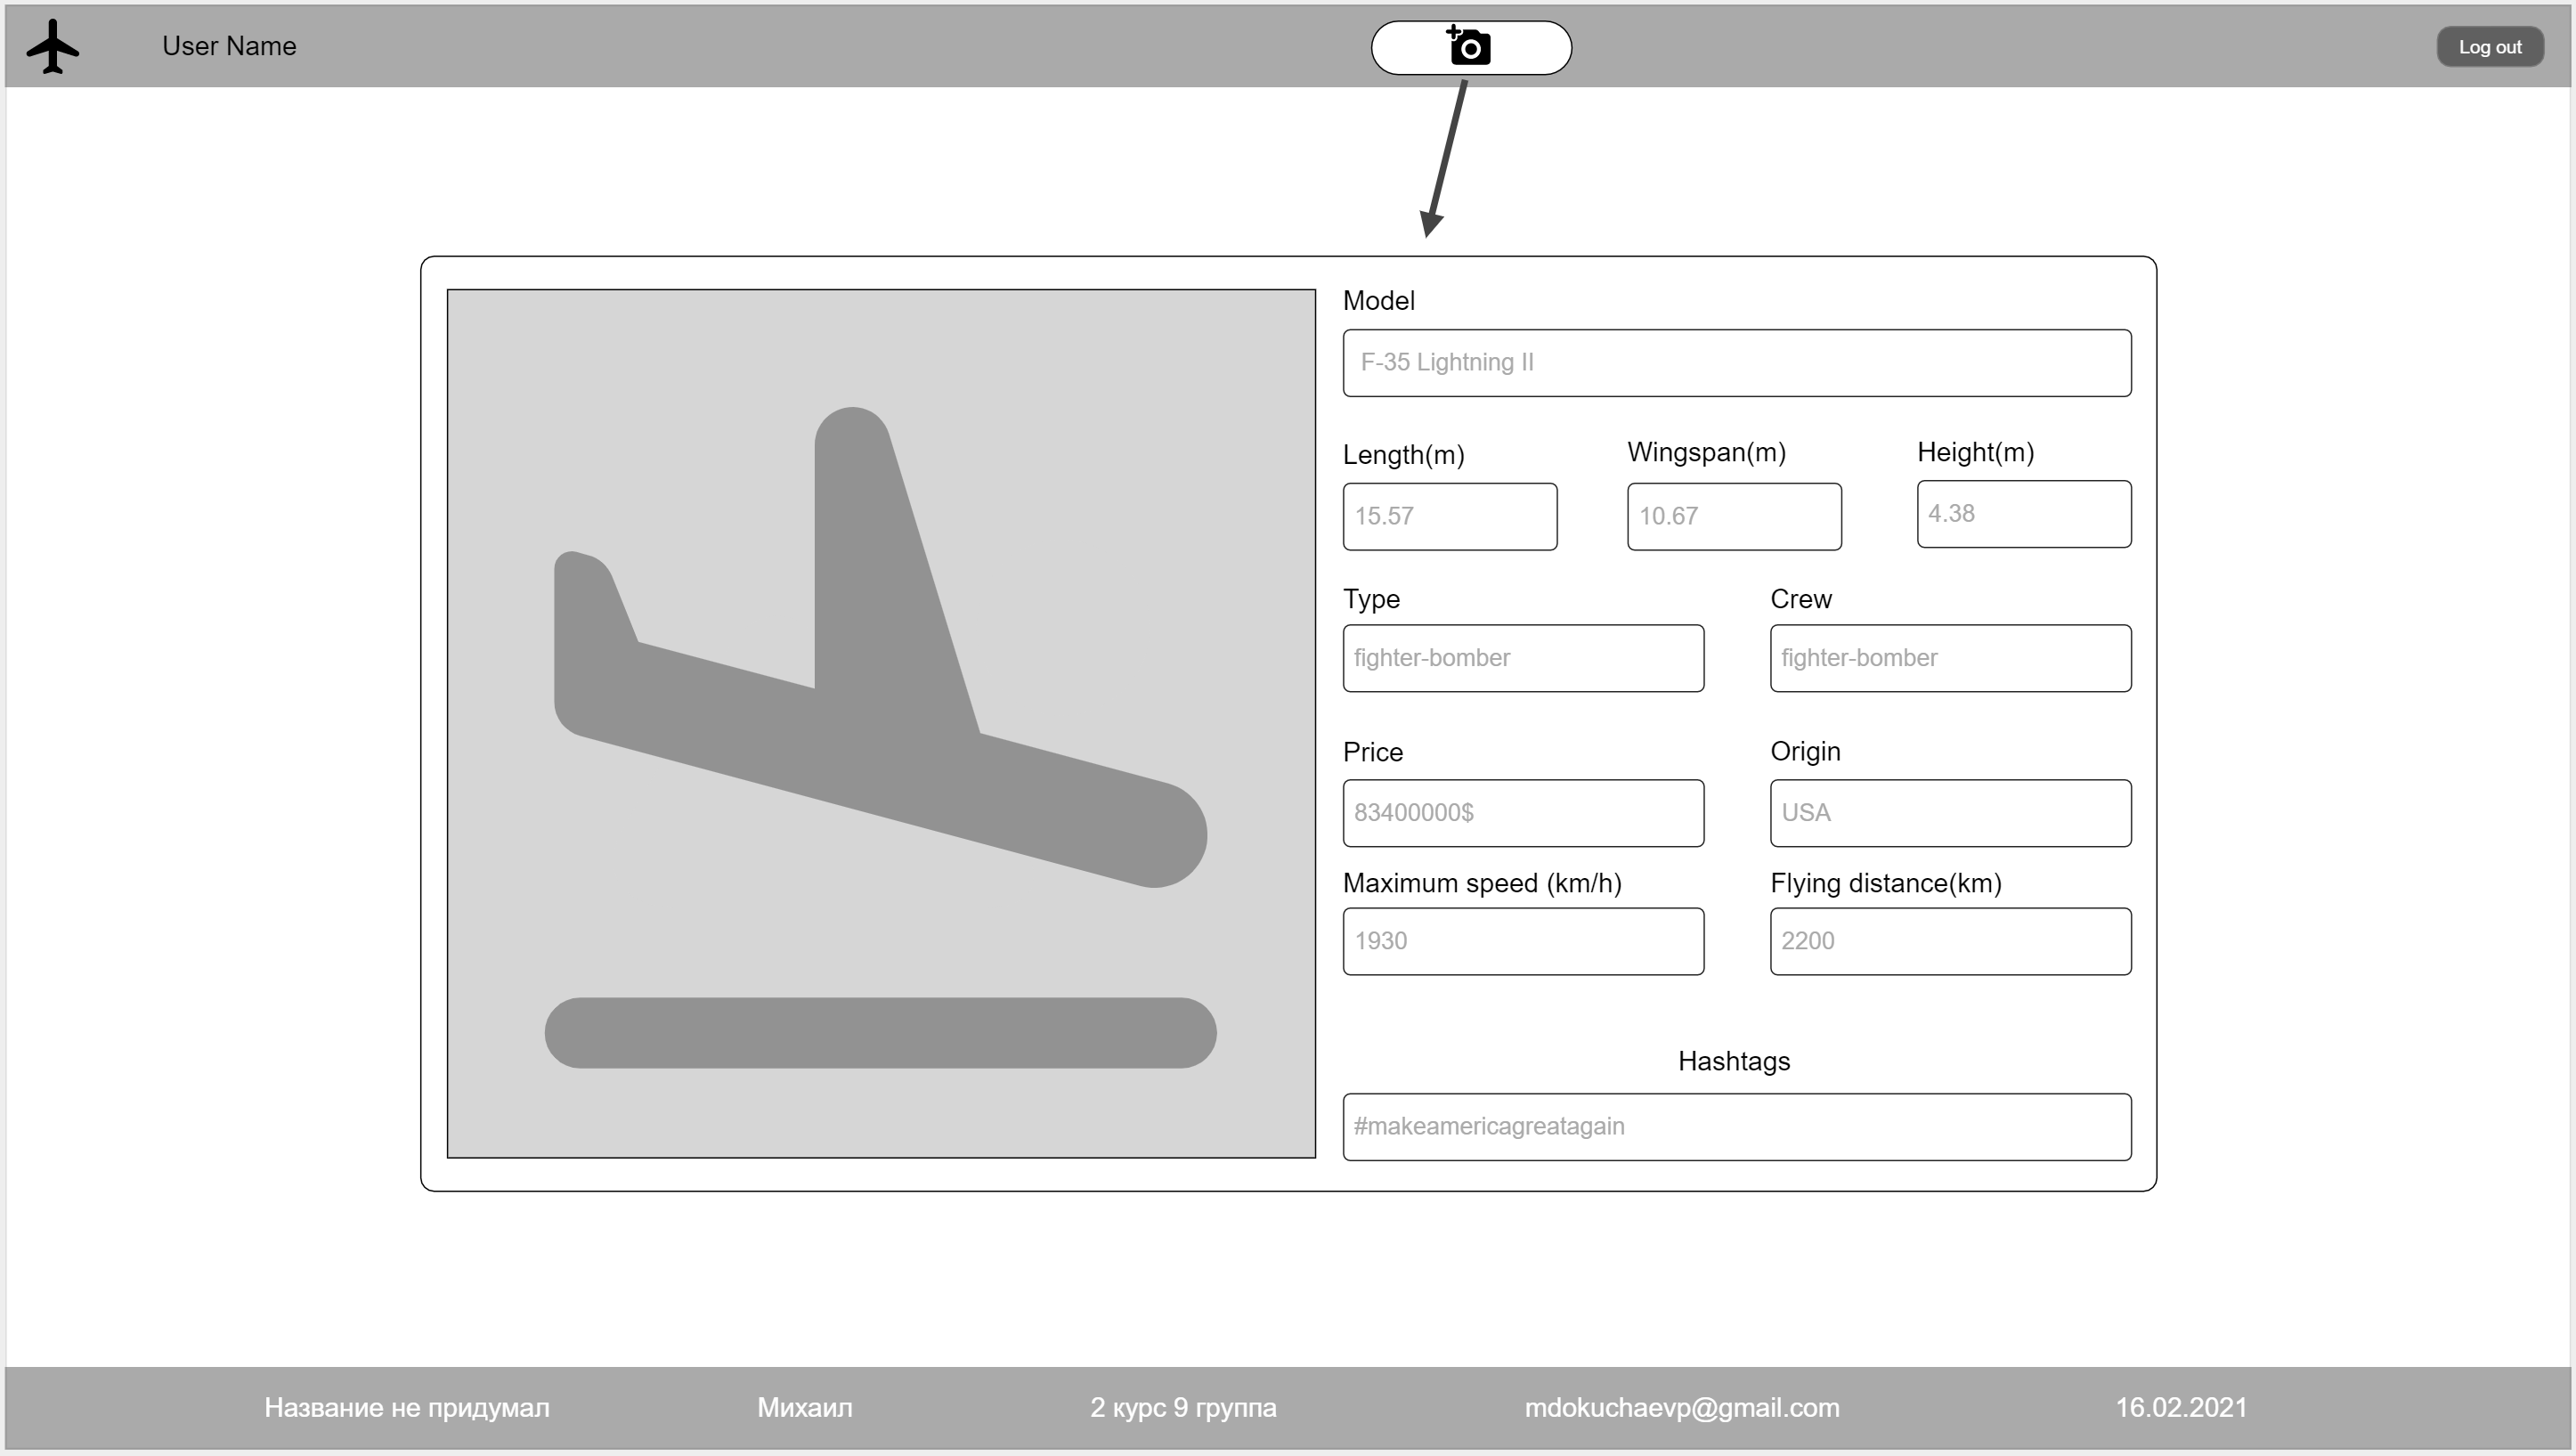 User Name
Log out
Model
F-35 Lightning II
Length(m) Wingspan(m) Height(m)
15.57 10.67 4.38
Type Crew
fighter-bomber fighter-bomber
Price Origin
83400000$ USA
Maximum speed (km/h) Flying distance(km)
1930 2200
Hashtags
#makeamericagreatagain
Название не придумал Михаил 2 курс 9 группа mdokuchaevp@gmail.com 16.02.2021